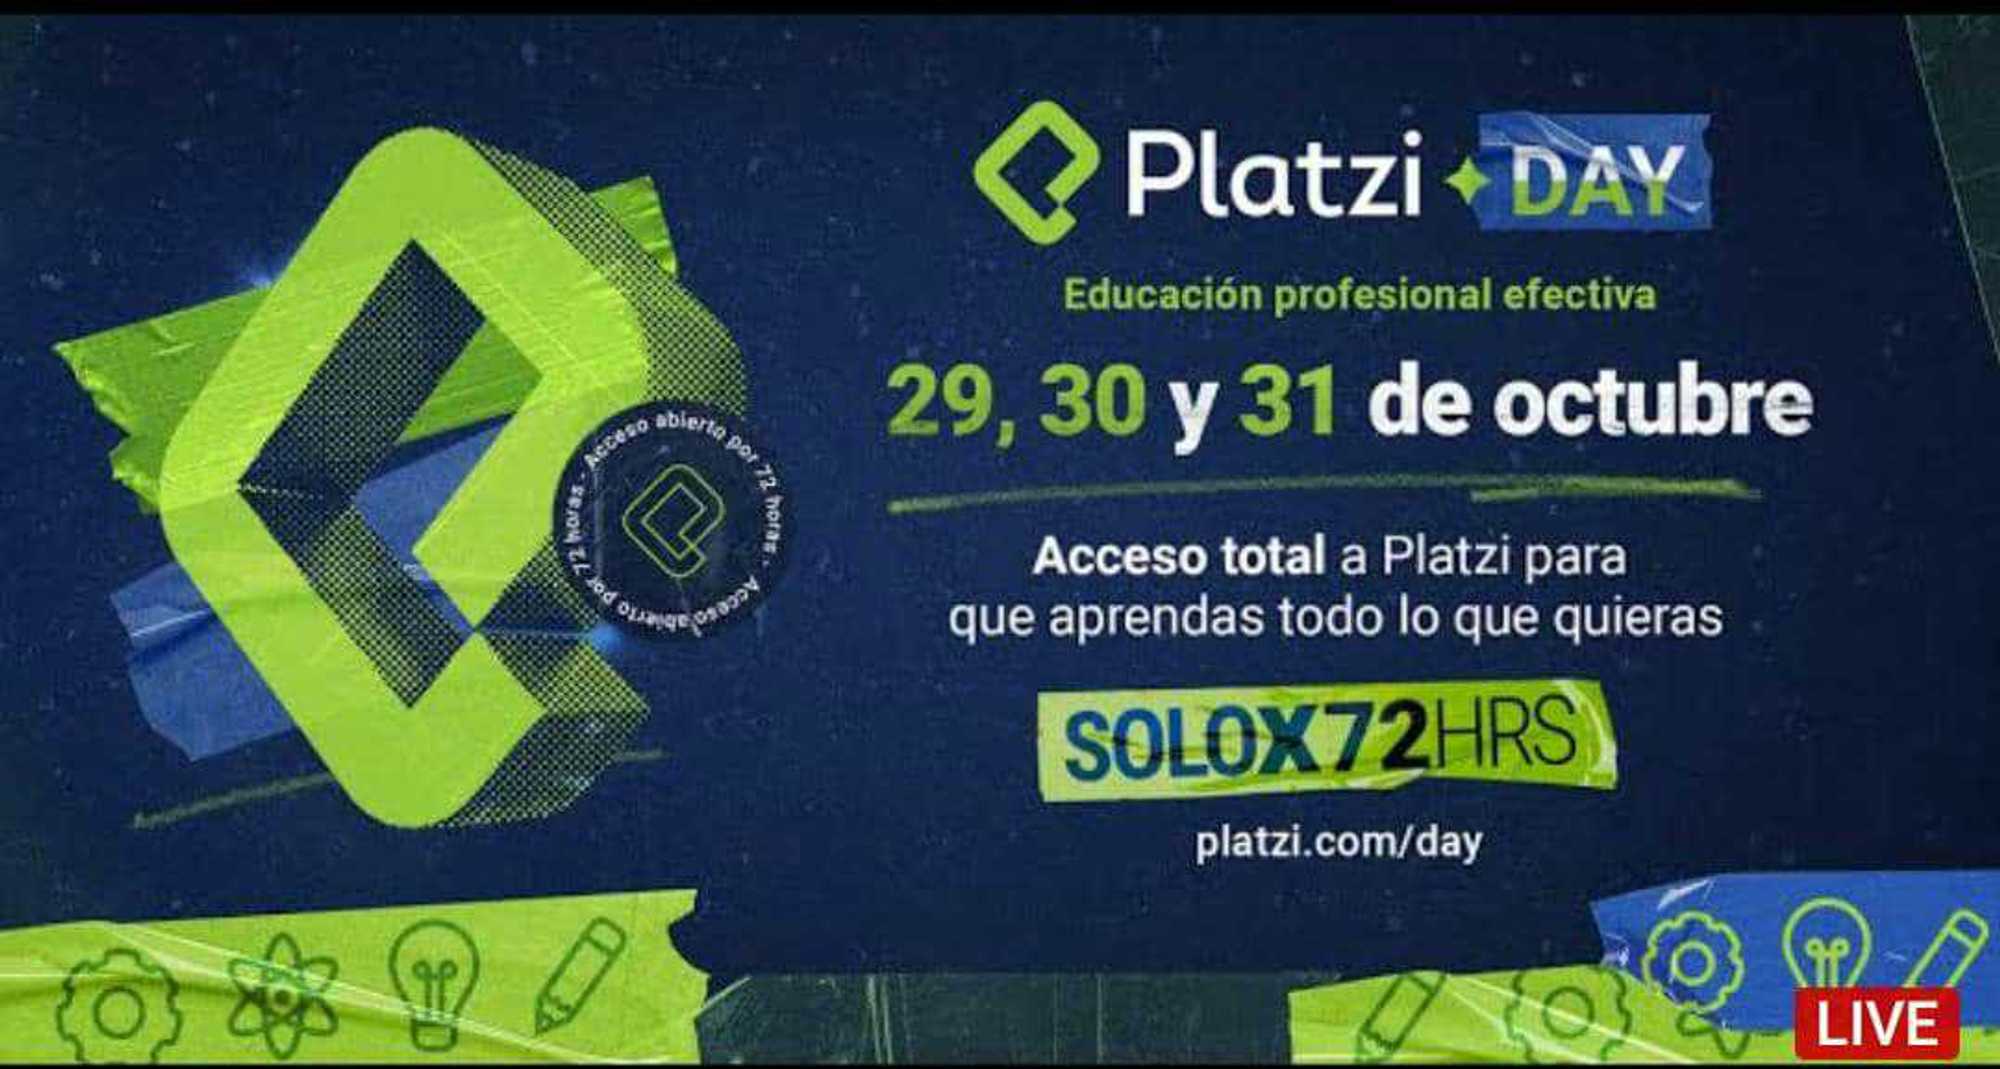 Platzi DAY
Educación profesional efectiva
29, 30 y 31 de octubre
Acceso total a Platzi para
que aprendas todo lo que quieras
SOLOX72HRS
platzi.com/day
Acceso abierto por 72 horas - Acceso abierto por 72 horas -
LIVE